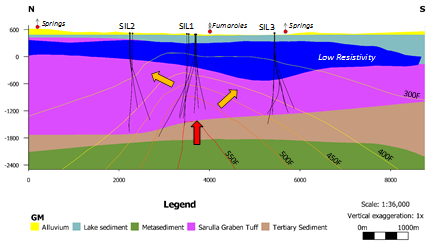 N
S
Springs
SIL2
SIL1
Fumaroles
SIL3
Springs
600
0
-600
-1200
-1800
-2400
Low Resistivity
300F
550F
500F
450F
400F
0
2000
4000
6000
8000
Legend
Scale: 1:36,000
Vertical exaggeration: 1x
0m
1000m
GM
Alluvium
Lake sediment
Metasediment
Sarulla Graben Tuff
Tertiary Sediment